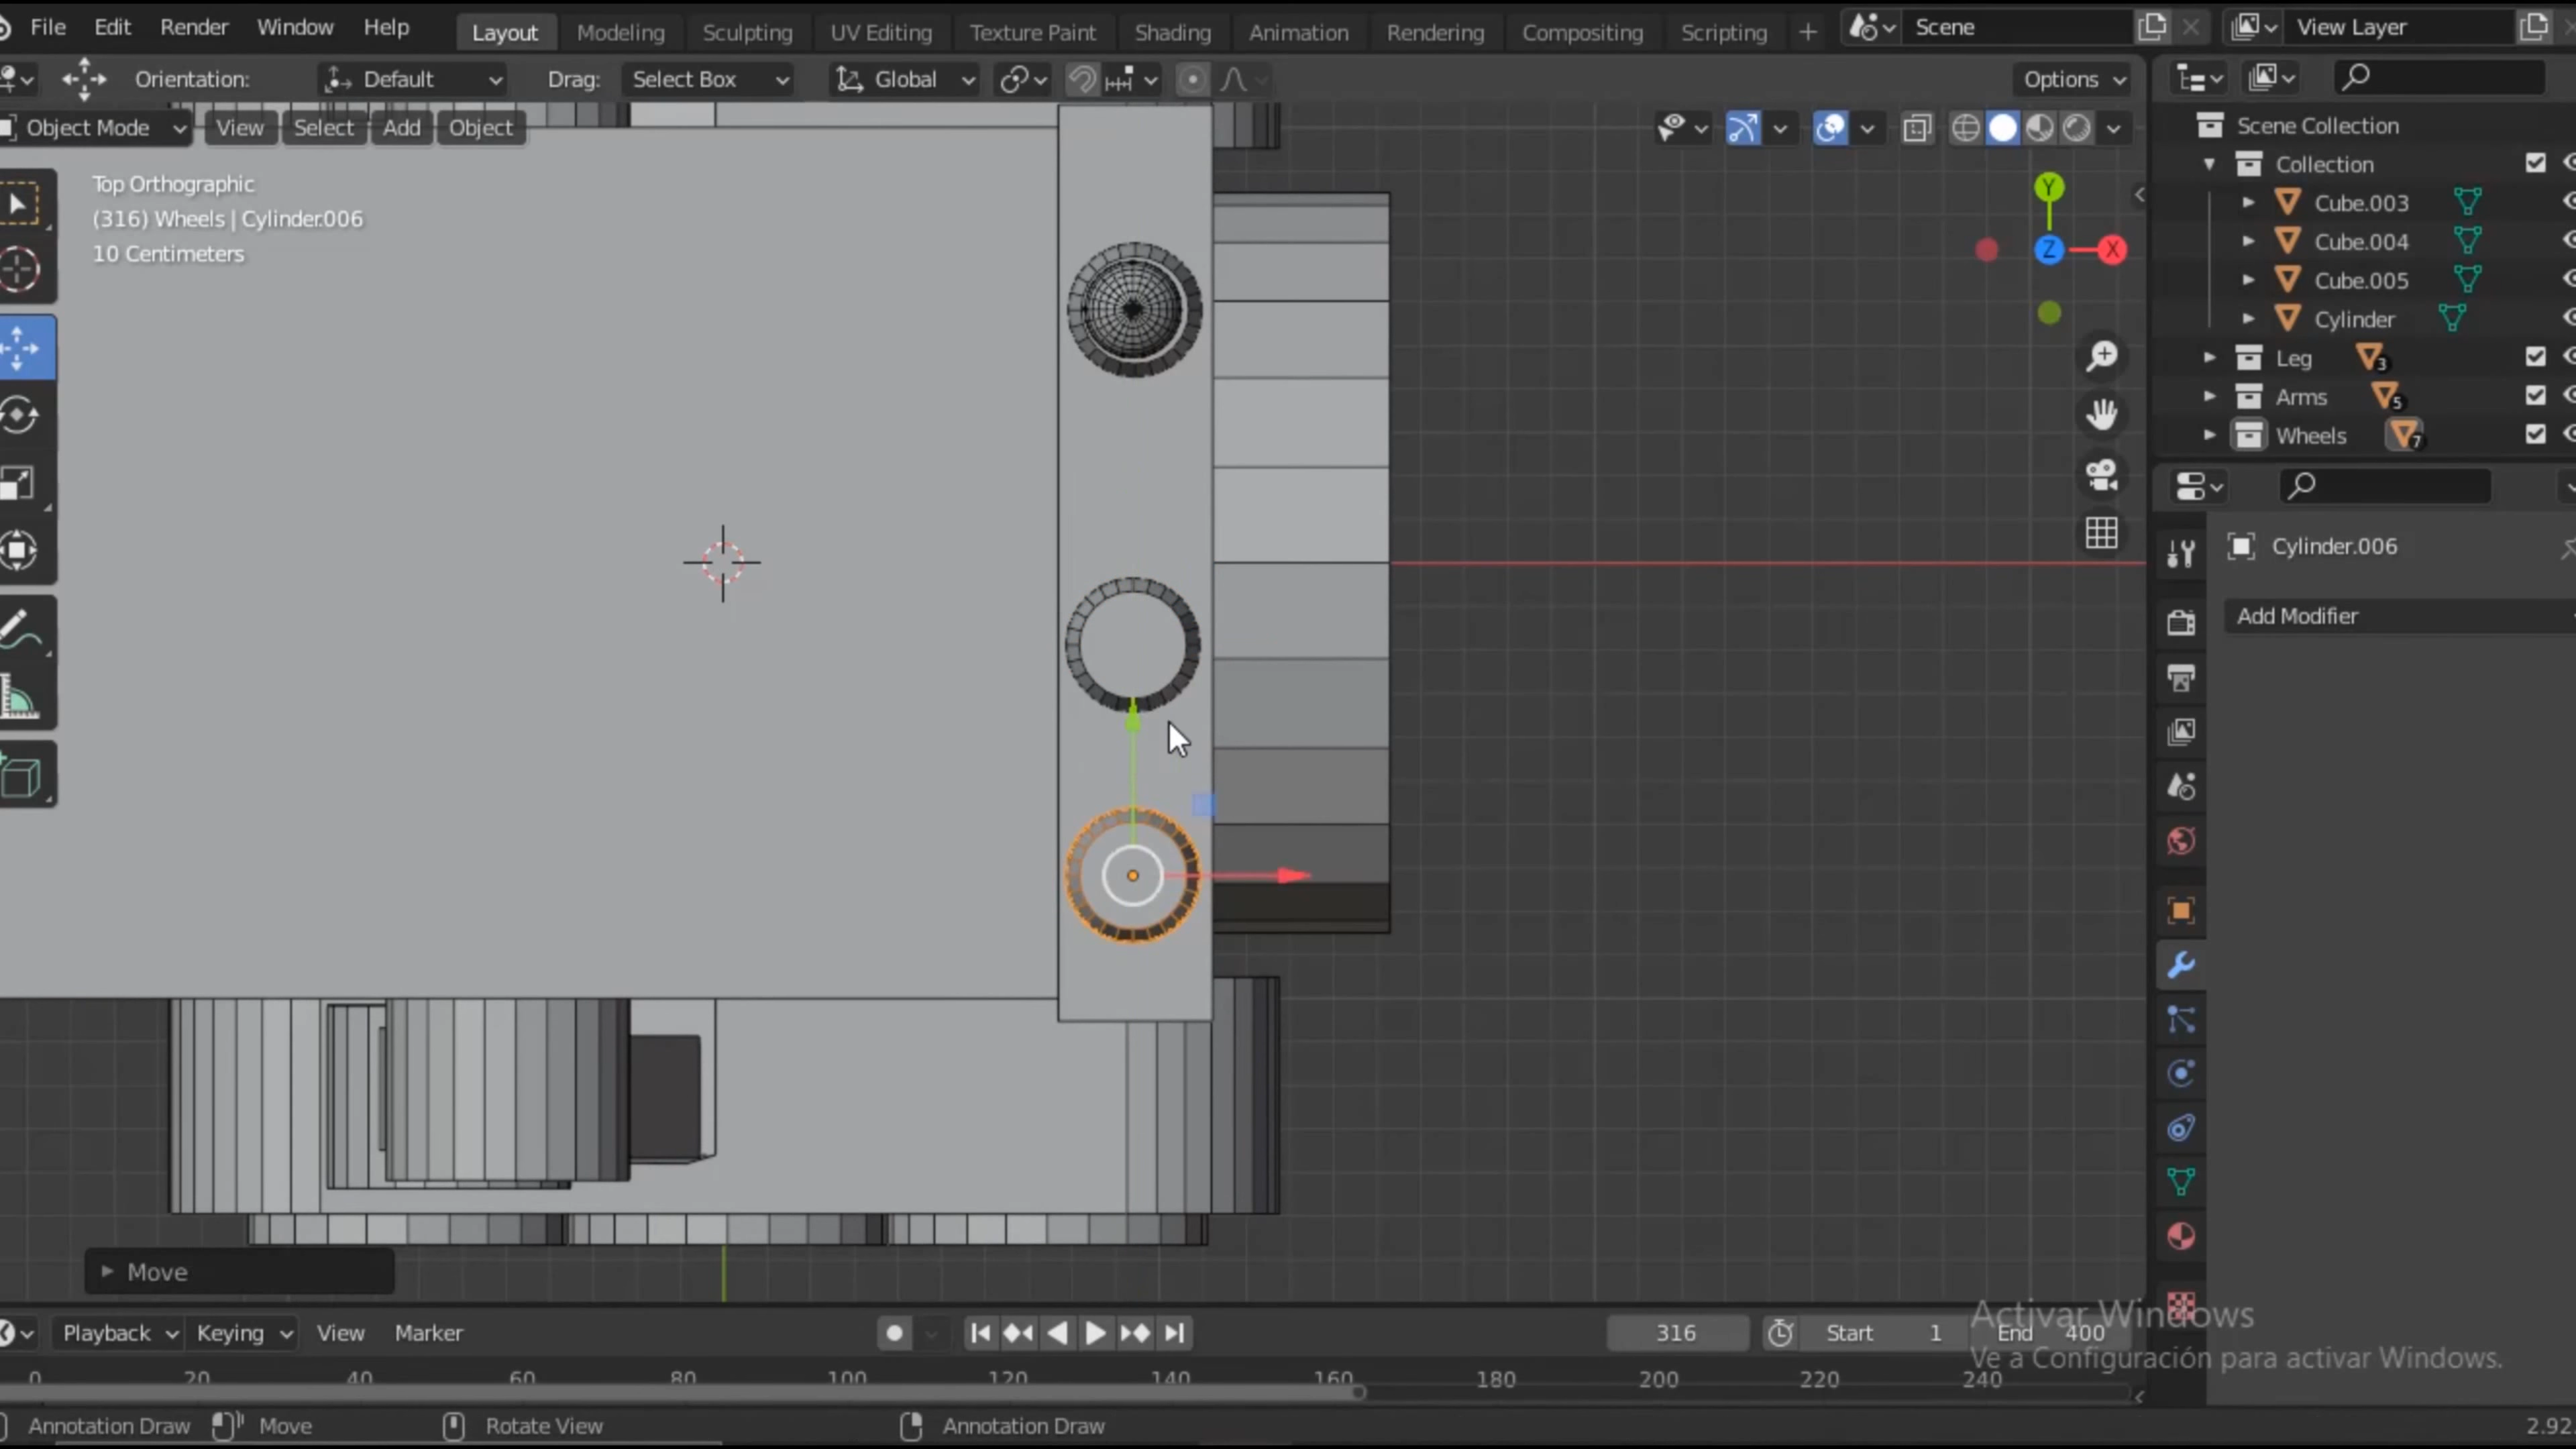 File Edit Render Window Help Layout Modeling Sculpting UV Editing Texture Paint Shading Animation Rendering Compositing Scripting + Scene View Layer
Orientation: Default Drag: Select Box Global Options
Object Mode View Select Add Object
Top Orthographic
(316) Wheels | Cylinder.006
10 Centimeters
Y
Z
X
Scene Collection
Collection
Cube.003
Cube.004
Cube.005
Cylinder
Leg 3
Arms 5
Wheels 7
Cylinder.006
Add Modifier
Move
Playback Keying View Marker 316 Start 1 End 400
0 20 40 60 80 100 120 140 160 180 200 220 240
Activar Windows
Ve a Configuración para activar Windows.
Annotation Draw Move Rotate View Annotation Draw 2.92.